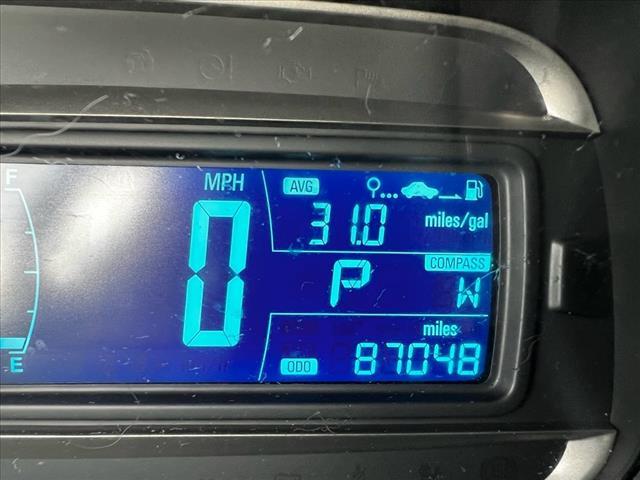 F
MPH
AVG
31.0 miles/gal
0
P
COMPASS
W
miles
ODO 87048
E